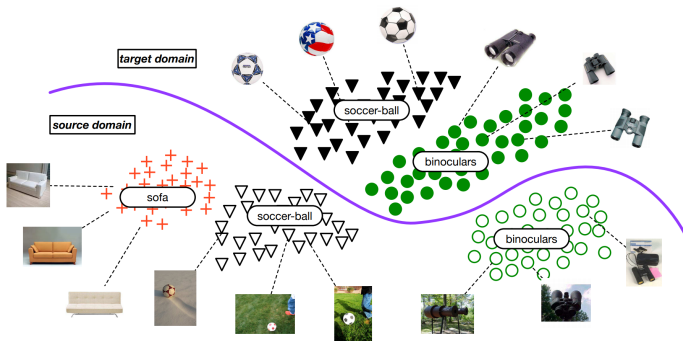 target domain
source domain
soccer-ball
binoculars
sofa
soccer-ball
binoculars